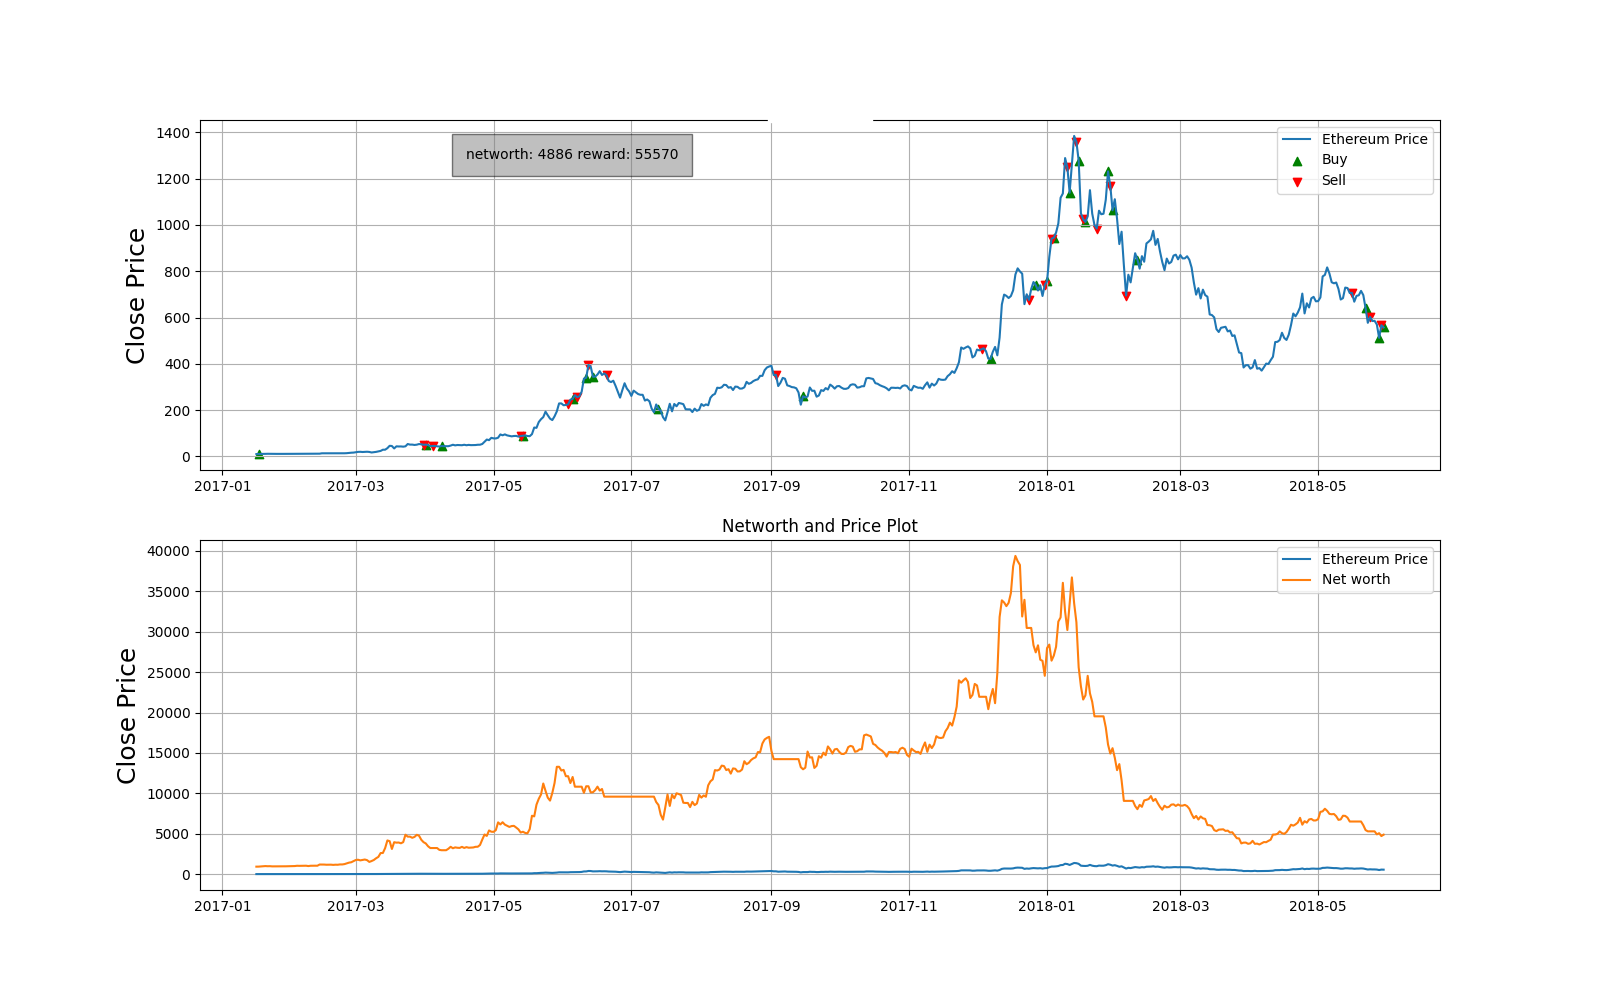 networth: 4886 reward: 55570
Ethereum Price
Buy
Sell
Close Price
1400
1200
1000
800
600
400
200
0
2017-01 2017-03 2017-05 2017-07 2017-09 2017-11 2018-01 2018-03 2018-05
Networth and Price Plot
Ethereum Price
Net worth
Close Price
40000
35000
30000
25000
20000
15000
10000
5000
0
2017-01 2017-03 2017-05 2017-07 2017-09 2017-11 2018-01 2018-03 2018-05